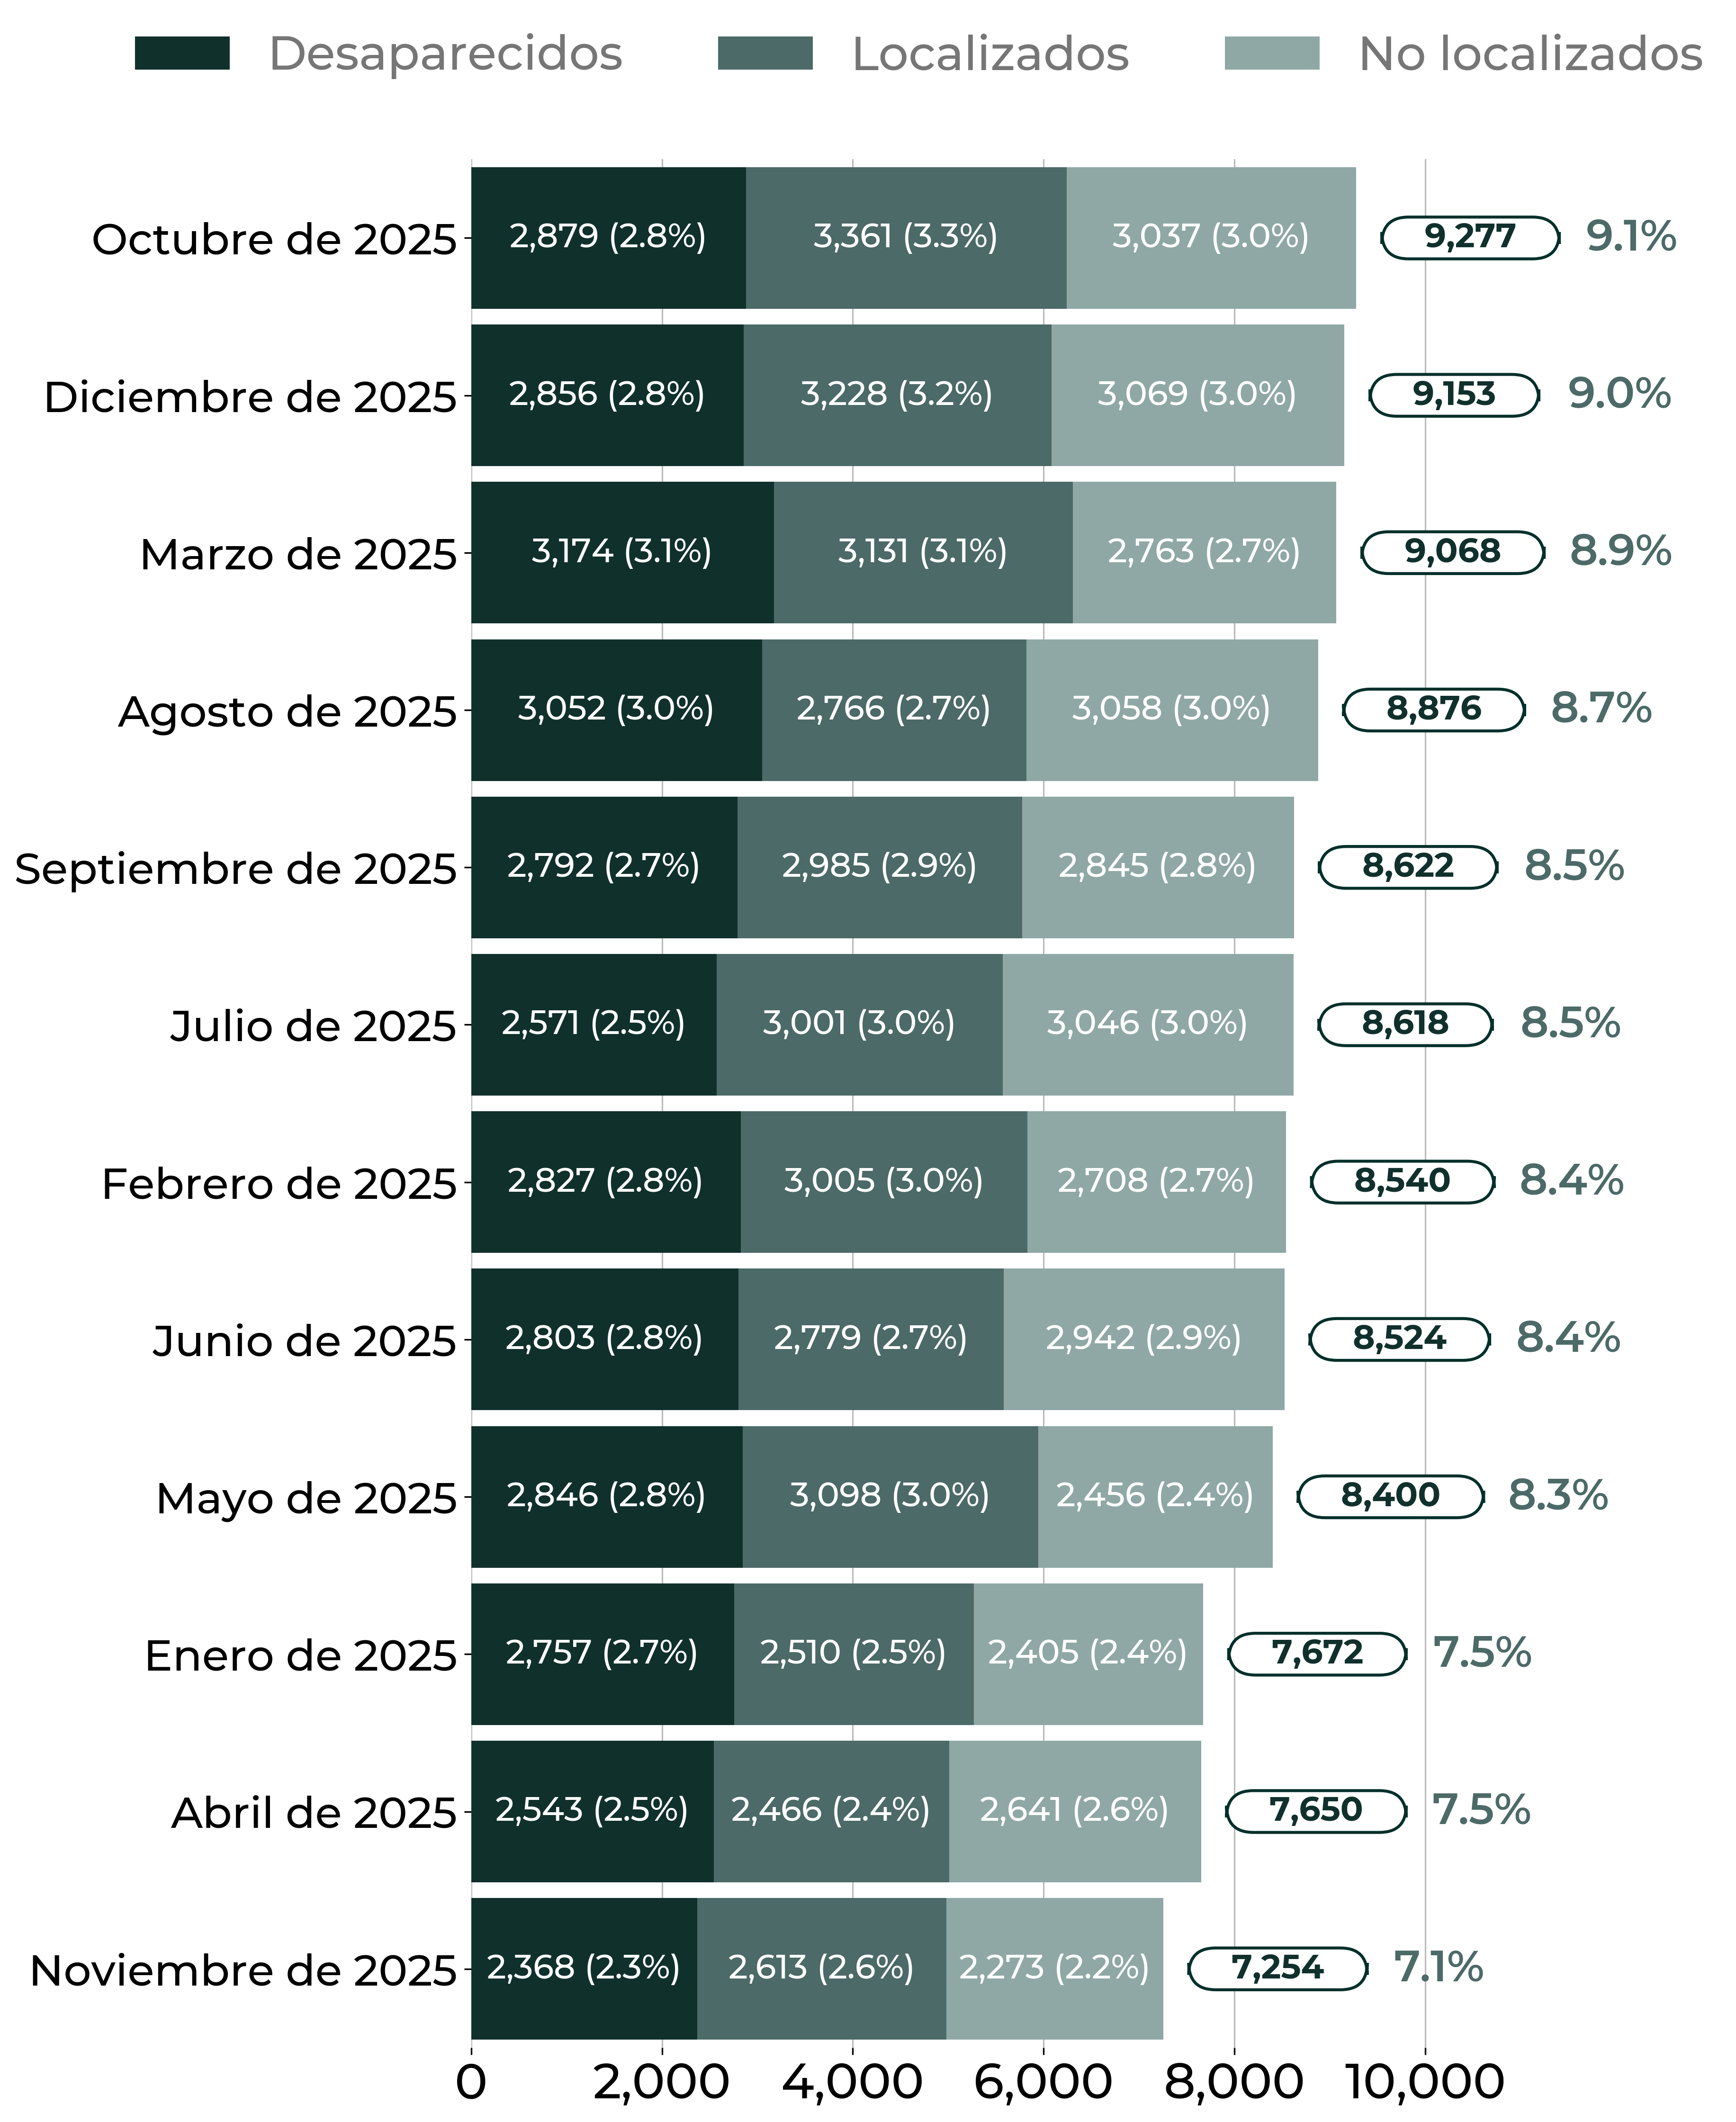 Desaparecidos Localizados No localizados
Octubre de 2025 2,879 (2.8%) 3,361 (3.3%) 3,037 (3.0%) 9,277 9.1%
Diciembre de 2025 2,856 (2.8%) 3,228 (3.2%) 3,069 (3.0%) 9,153 9.0%
Marzo de 2025 3,174 (3.1%) 3,131 (3.1%) 2,763 (2.7%) 9,068 8.9%
Agosto de 2025 3,052 (3.0%) 2,766 (2.7%) 3,058 (3.0%) 8,876 8.7%
Septiembre de 2025 2,792 (2.7%) 2,985 (2.9%) 2,845 (2.8%) 8,622 8.5%
Julio de 2025 2,571 (2.5%) 3,001 (3.0%) 3,046 (3.0%) 8,618 8.5%
Febrero de 2025 2,827 (2.8%) 3,005 (3.0%) 2,708 (2.7%) 8,540 8.4%
Junio de 2025 2,803 (2.8%) 2,779 (2.7%) 2,942 (2.9%) 8,524 8.4%
Mayo de 2025 2,846 (2.8%) 3,098 (3.0%) 2,456 (2.4%) 8,400 8.3%
Enero de 2025 2,757 (2.7%) 2,510 (2.5%) 2,405 (2.4%) 7,672 7.5%
Abril de 2025 2,543 (2.5%) 2,466 (2.4%) 2,641 (2.6%) 7,650 7.5%
Noviembre de 2025 2,368 (2.3%) 2,613 (2.6%) 2,273 (2.2%) 7,254 7.1%
0 2,000 4,000 6,000 8,000 10,000